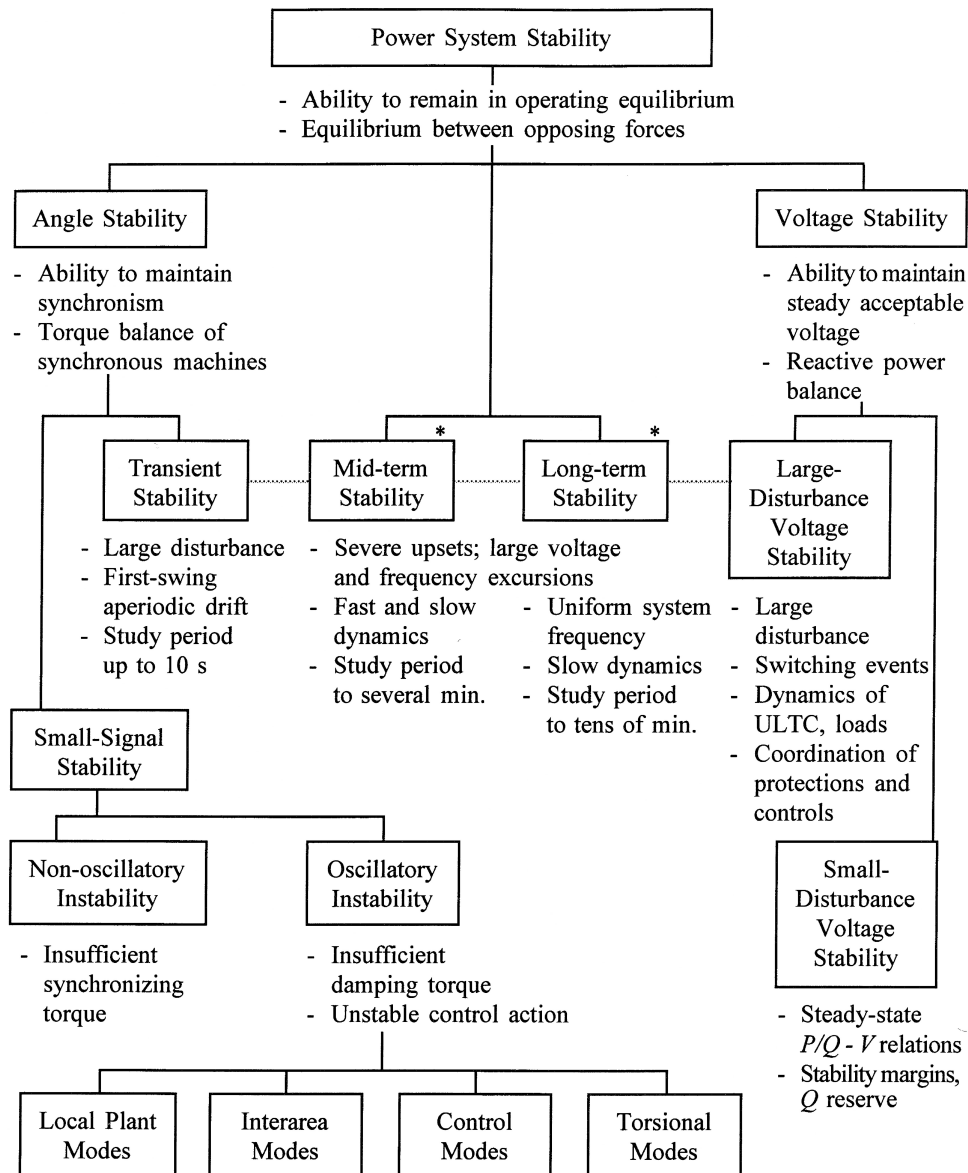 Power System Stability
- Ability to remain in operating equilibrium
- Equilibrium between opposing forces
Angle Stability
- Ability to maintain
synchronism
- Torque balance of
synchronous machines
Voltage Stability
- Ability to maintain
steady acceptable
voltage
- Reactive power
balance
Transient
Stability
- Large disturbance
- First-swing
aperiodic drift
- Study period
up to 10 s
*
Mid-term
Stability
*
Long-term
Stability
- Severe upsets; large voltage
and frequency excursions
- Fast and slow
dynamics
- Study period
to several min.
- Uniform system
frequency
- Slow dynamics
- Study period
to tens of min.
Large-
Disturbance
Voltage
Stability
- Large
disturbance
- Switching events
- Dynamics of
ULTC, loads
- Coordination of
protections and
controls
Small-Signal
Stability
Non-oscillatory
Instability
- Insufficient
synchronizing
torque
Oscillatory
Instability
- Insufficient
damping torque
- Unstable control action
Small-
Disturbance
Voltage
Stability
- Steady-state
P/Q - V relations
- Stability margins,
Q reserve
Local Plant
Modes
Interarea
Modes
Control
Modes
Torsional
Modes